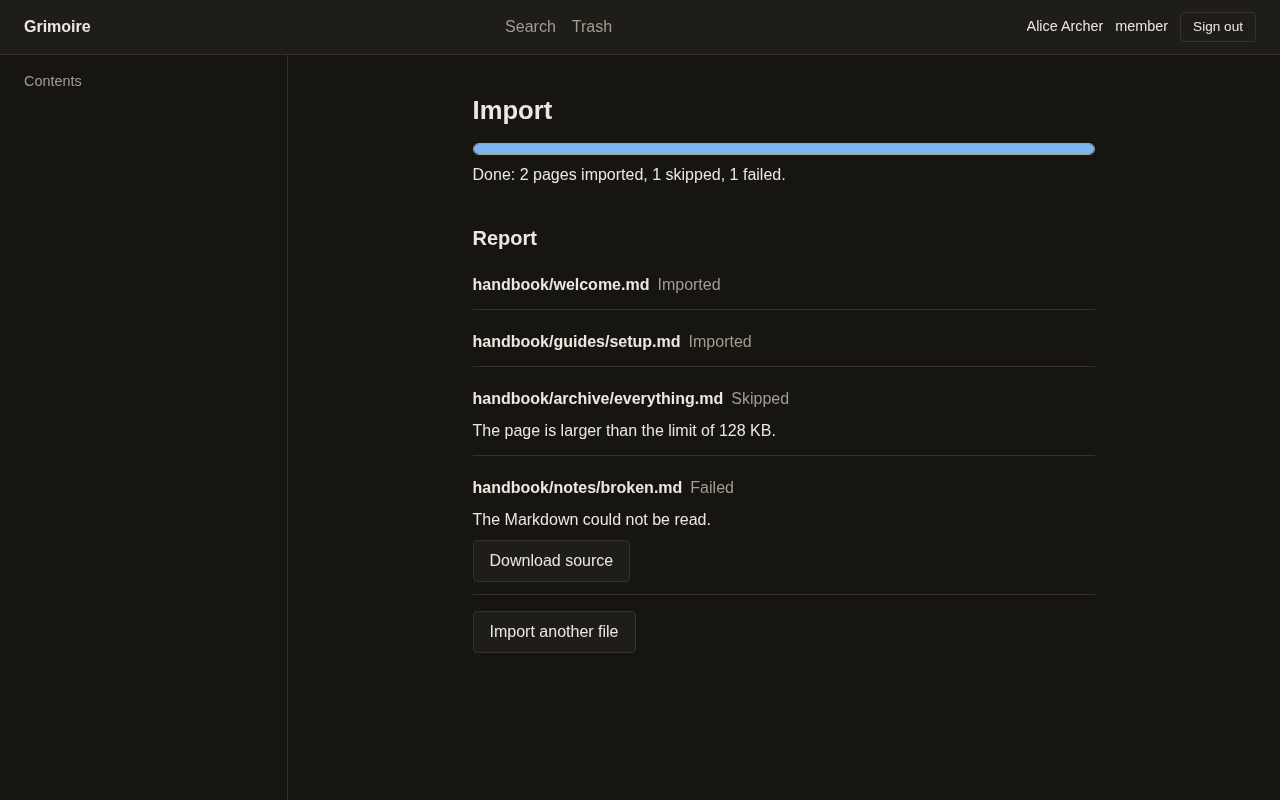 Grimoire
Search Trash
Alice Archer member Sign out
Contents
Import
Done: 2 pages imported, 1 skipped, 1 failed.
Report
handbook/welcome.md Imported
handbook/guides/setup.md Imported
handbook/archive/everything.md Skipped
The page is larger than the limit of 128 KB.
handbook/notes/broken.md Failed
The Markdown could not be read.
Download source
Import another file